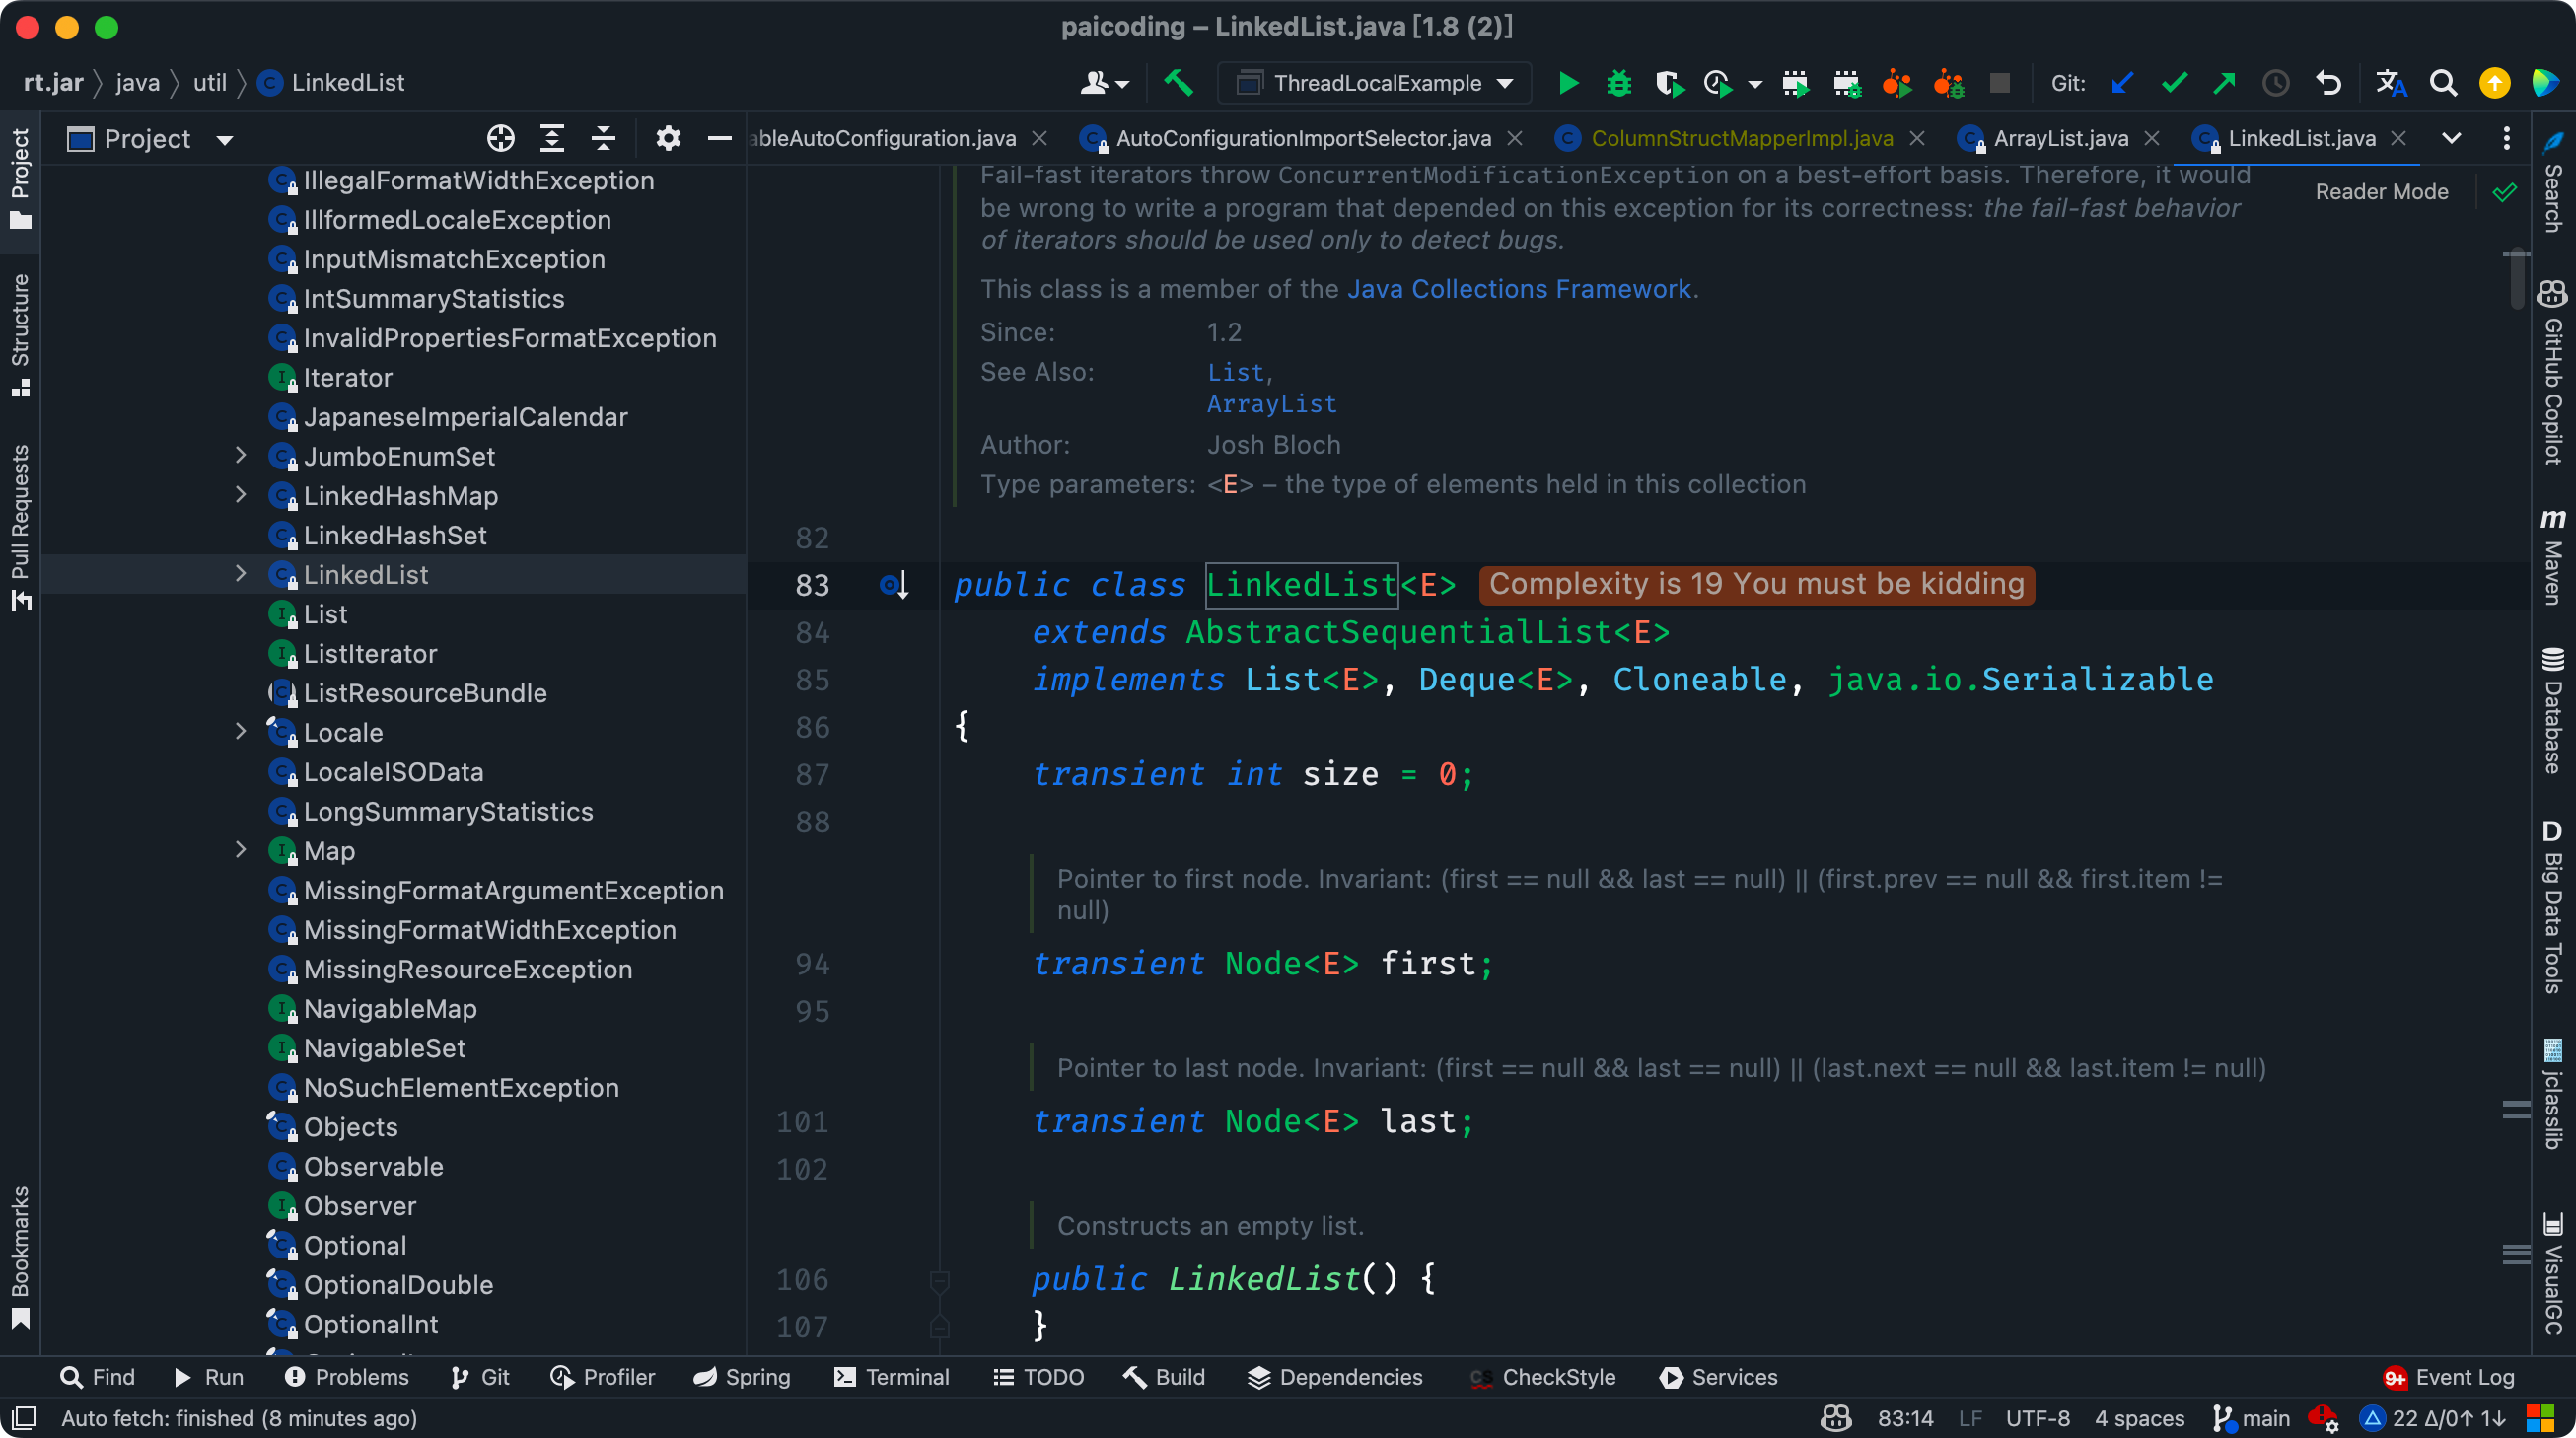 paicoding – LinkedList.java [1.8 (2)]
rt.jar java util LinkedList
ThreadLocalExample
Git:
Project
ableAutoConfiguration.java
AutoConfigurationImportSelector.java
ColumnStructMapperImpl.java
ArrayList.java
LinkedList.java
Project
Structure
Pull Requests
Bookmarks
IllegalFormatWidthException
IllformedLocaleException
InputMismatchException
IntSummaryStatistics
InvalidPropertiesFormatException
Iterator
JapaneseImperialCalendar
JumboEnumSet
LinkedHashMap
LinkedHashSet
LinkedList
List
ListIterator
ListResourceBundle
Locale
LocaleISOData
LongSummaryStatistics
Map
MissingFormatArgumentException
MissingFormatWidthException
MissingResourceException
NavigableMap
NavigableSet
NoSuchElementException
Objects
Observable
Observer
Optional
OptionalDouble
OptionalInt
Reader Mode
Fail-fast iterators throw ConcurrentModificationException on a best-effort basis. Therefore, it would
be wrong to write a program that depended on this exception for its correctness: the fail-fast behavior
of iterators should be used only to detect bugs.
This class is a member of the Java Collections Framework.
Since: 1.2
See Also: List,
ArrayList
Author: Josh Bloch
Type parameters: <E> – the type of elements held in this collection
82
83 public class LinkedList<E> Complexity is 19 You must be kidding
84 extends AbstractSequentialList<E>
85 implements List<E>, Deque<E>, Cloneable, java.io.Serializable
86 {
87 transient int size = 0;
88
Pointer to first node. Invariant: (first == null && last == null) || (first.prev == null && first.item !=
null)
94 transient Node<E> first;
95
Pointer to last node. Invariant: (first == null && last == null) || (last.next == null && last.item != null)
101 transient Node<E> last;
102
Constructs an empty list.
106 public LinkedList() {
107 }
Search
GitHub Copilot
m Maven
Database
D Big Data Tools
jclasslib
VisualGC
Find Run Problems Git Profiler Spring Terminal TODO Build Dependencies CheckStyle Services 9+ Event Log
Auto fetch: finished (8 minutes ago) 83:14 LF UTF-8 4 spaces main 22 Δ/0↑ 1↓